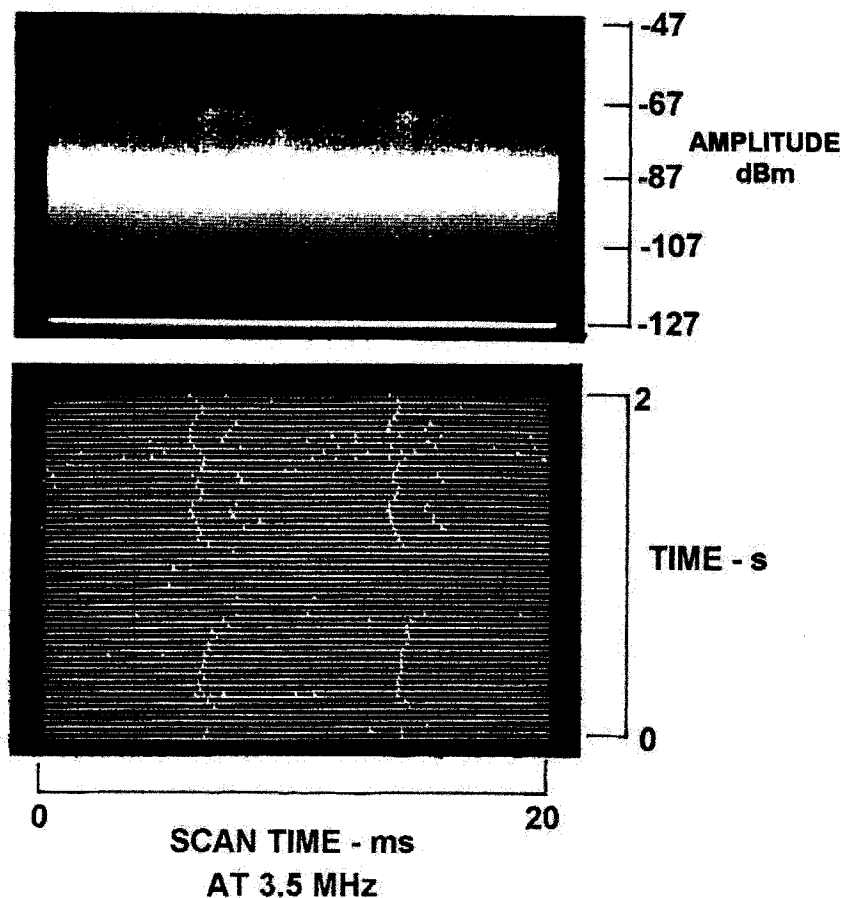 -47
-67
AMPLITUDE
-87
dBm
-107
-127
2
TIME - s
0
0
20
SCAN TIME - ms
AT 3.5 MHz